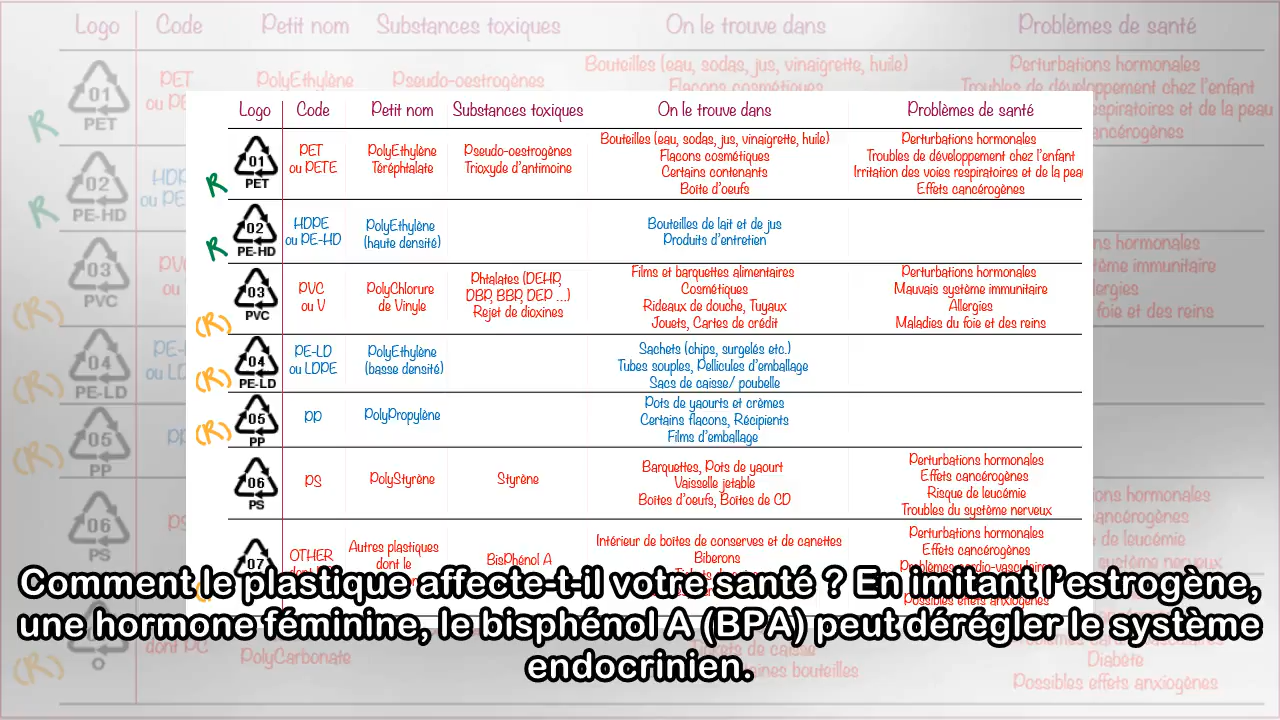 Logo Code Petit nom Substances toxiques On le trouve dans Problèmes de santé
01 PET
R
PET
ou PETE
PolyEthylène
Téréphtalate
Pseudo-oestrogènes
Trioxyde d'antimoine
Bouteilles (eau, sodas, jus, vinaigrette, huile)
Flacons cosmétiques
Certains contenants
Boite d'oeufs
Perturbations hormonales
Troubles de développement chez l'enfant
Irritation des voies respiratoires et de la peau
Effets cancérogènes
02 PE-HD
R
HDPE
ou PE-HD
PolyEthylène
(haute densité)
Bouteilles de lait et de jus
Produits d'entretien
03 PVC
(R)
PVC
ou V
PolyChlorure
de Vinyle
Phtalates (DEHP,
DBP, BBP, DEP ...)
Rejet de dioxines
Films et barquettes alimentaires
Cosmétiques
Rideaux de douche, Tuyaux
Jouets, Cartes de crédit
Perturbations hormonales
Mauvais système immunitaire
Allergies
Maladies du foie et des reins
04 PE-LD
(R)
PE-LD
ou LDPE
PolyEthylène
(basse densité)
Sachets (chips, surgelés etc.)
Tubes souples, Pellicules d'emballage
Sacs de caisse/ poubelle
05 PP
(R)
PP
PolyPropylène
Pots de yaourts et crèmes
Certains flacons, Récipients
Films d'emballage
06 PS
PS
PolyStyrène
Styrène
Barquettes, Pots de yaourt
Vaisselle jetable
Boites d'oeufs, Boites de CD
Perturbations hormonales
Effets cancérogènes
Risque de leucémie
Troubles du système nerveux
07
OTHER
Autres plastiques
dont le
BisPhénol A
Intérieur de boites de conserves et de canettes
Biberons
Perturbations hormonales
Effets cancérogènes
Problèmes cardio-vasculaires
Possibles effets anxiogènes
Comment le plastique affecte-t-il votre santé ? En imitant l'estrogène,
une hormone féminine, le bisphénol A (BPA) peut dérégler le système
endocrinien.